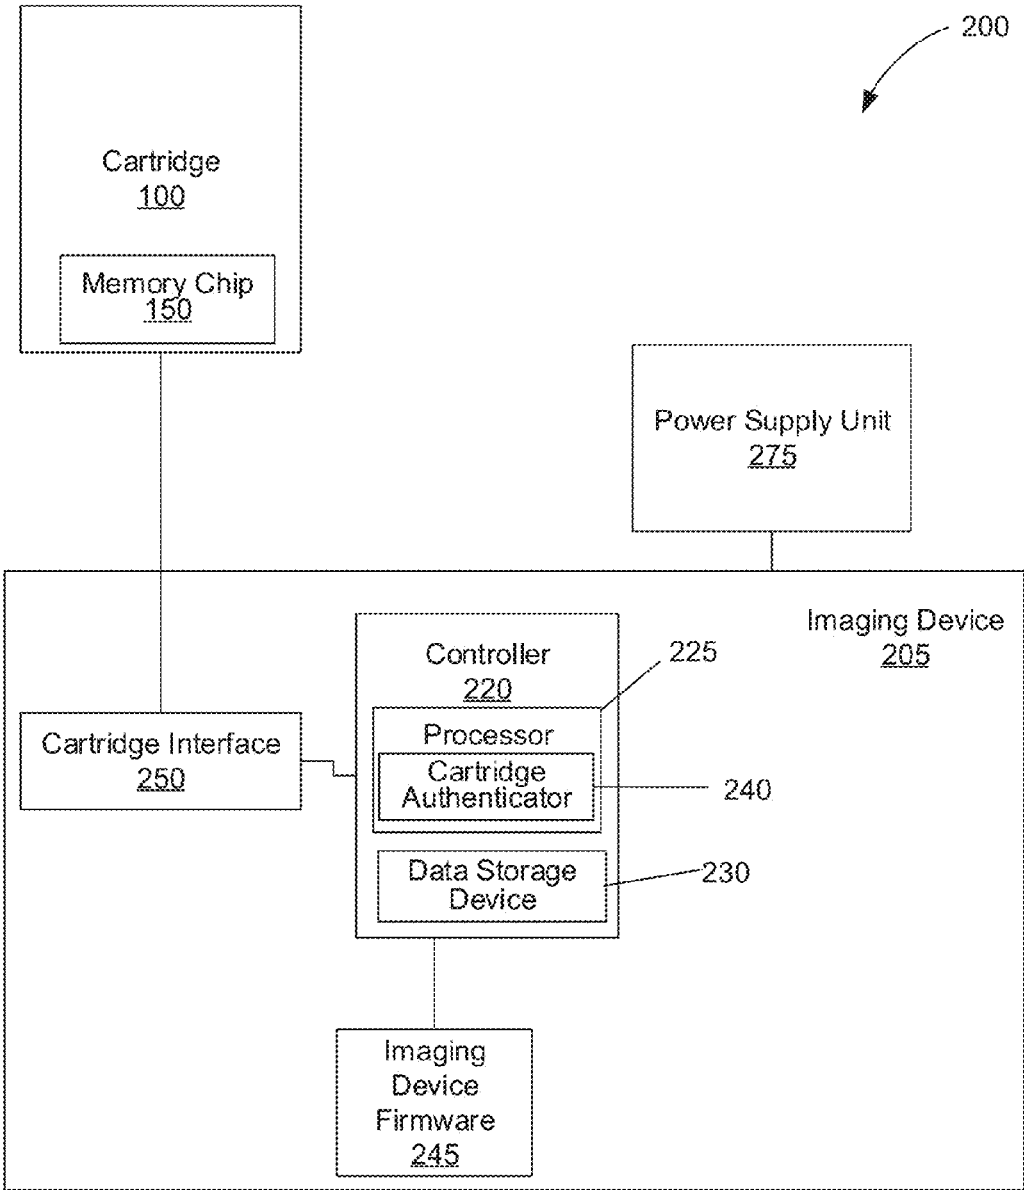 200
Cartridge
100
Memory Chip
150
Power Supply Unit
275
Imaging Device
205
Controller
220
225
Processor
Cartridge
Authenticator
240
Cartridge Interface
250
Data Storage
Device
230
Imaging
Device
Firmware
245